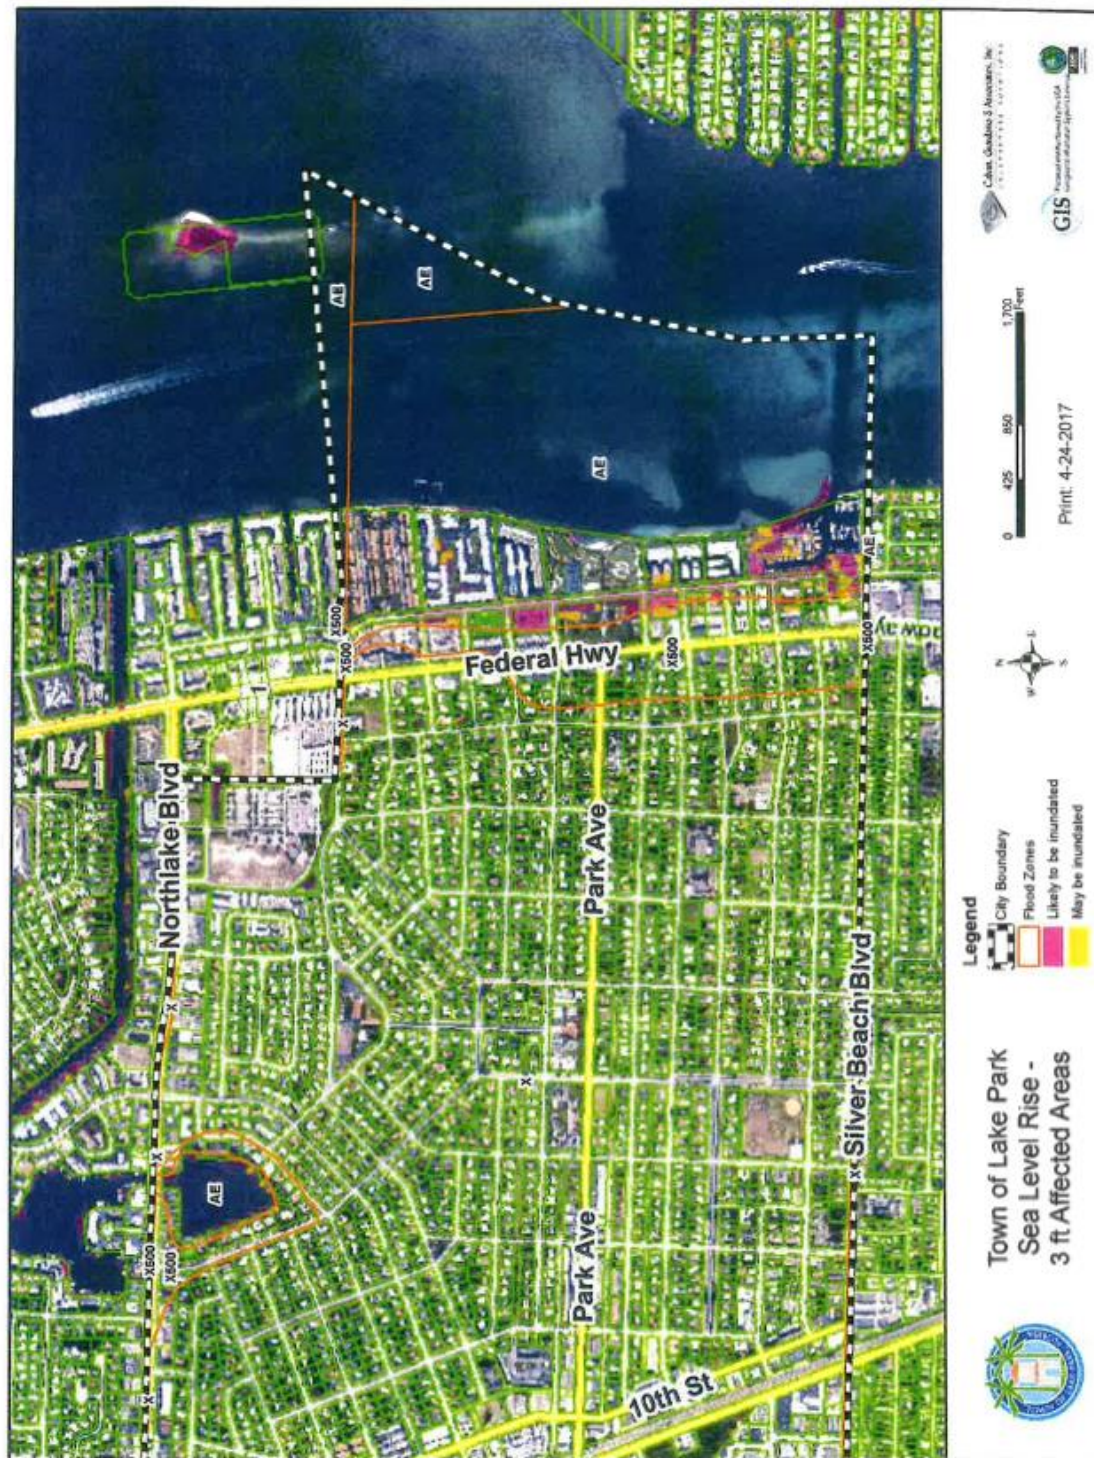 AE
AE
AE
X500
X500
X
Northlake Blvd
1
Federal Hwy
X500
AE
X500
Park Ave
X
X
Silver Beach Blvd
X
X
AE
X500
X500
Park Ave
X
10th St
Legend
City Boundary
Flood Zones
Likely to be inundated
May be inundated
Town of Lake Park
Sea Level Rise -
3 ft Affected Areas
N
W E
S
0 425 850 1,700
Feet
Print: 4-24-2017
GIS